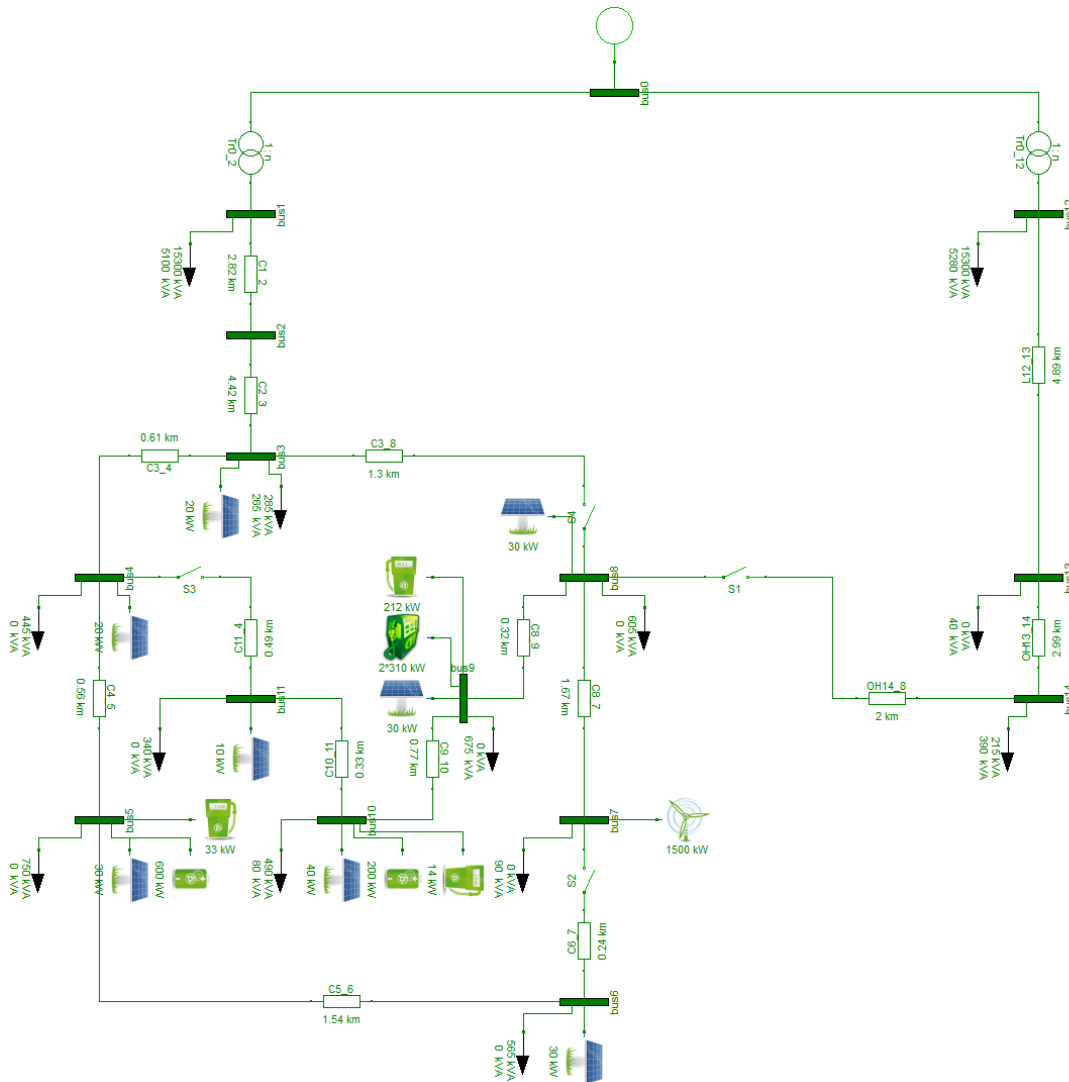 bus0
1 : n
Tr0_2
1 : n
Tr0_12
bus1
15300 kVA
5100 kVA
C1_2
2.82 km
bus12
15300 kVA
5280 kVA
bus2
L12_13
4.89 km
C2_3
4.42 km
0.61 km
C3_4
bus3
C3_8
1.3 km
20 kW
285 kVA
265 kVA
S4
30 kW
bus4
S3
212 kW
bus8
S1
bus13
445 kVA
0 kVA
20 kW
C11_4
0.49 km
2*310 kW
C8_9
0.32 km
605 kVA
0 kVA
0 kVA
40 kVA
OH13_14
2.99 km
C4_5
0.56 km
bus11
30 kW
bus9
C8_7
1.67 km
OH14_8
2 km
bus14
340 kVA
0 kVA
10 kW
C10_11
0.33 km
C9_10
0.77 km
0 kVA
675 kVA
215 kVA
390 kVA
bus5
33 kW
bus10
bus7
1500 kW
750 kVA
0 kVA
30 kW
600 kW
490 kVA
80 kVA
40 kW
200 kW
14 kW
0 kVA
90 kVA
S2
C6_7
0.24 km
C5_6
1.54 km
bus6
565 kVA
0 kVA
30 kW